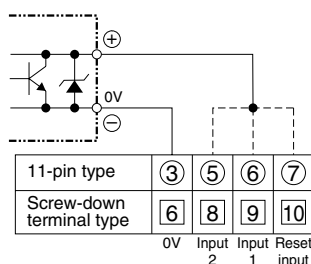 ⊕
0V
⊖
11-pin type ③ ⑤ ⑥ ⑦
Screw-down terminal type 6 8 9 10
0V Input 2 Input 1 Reset input